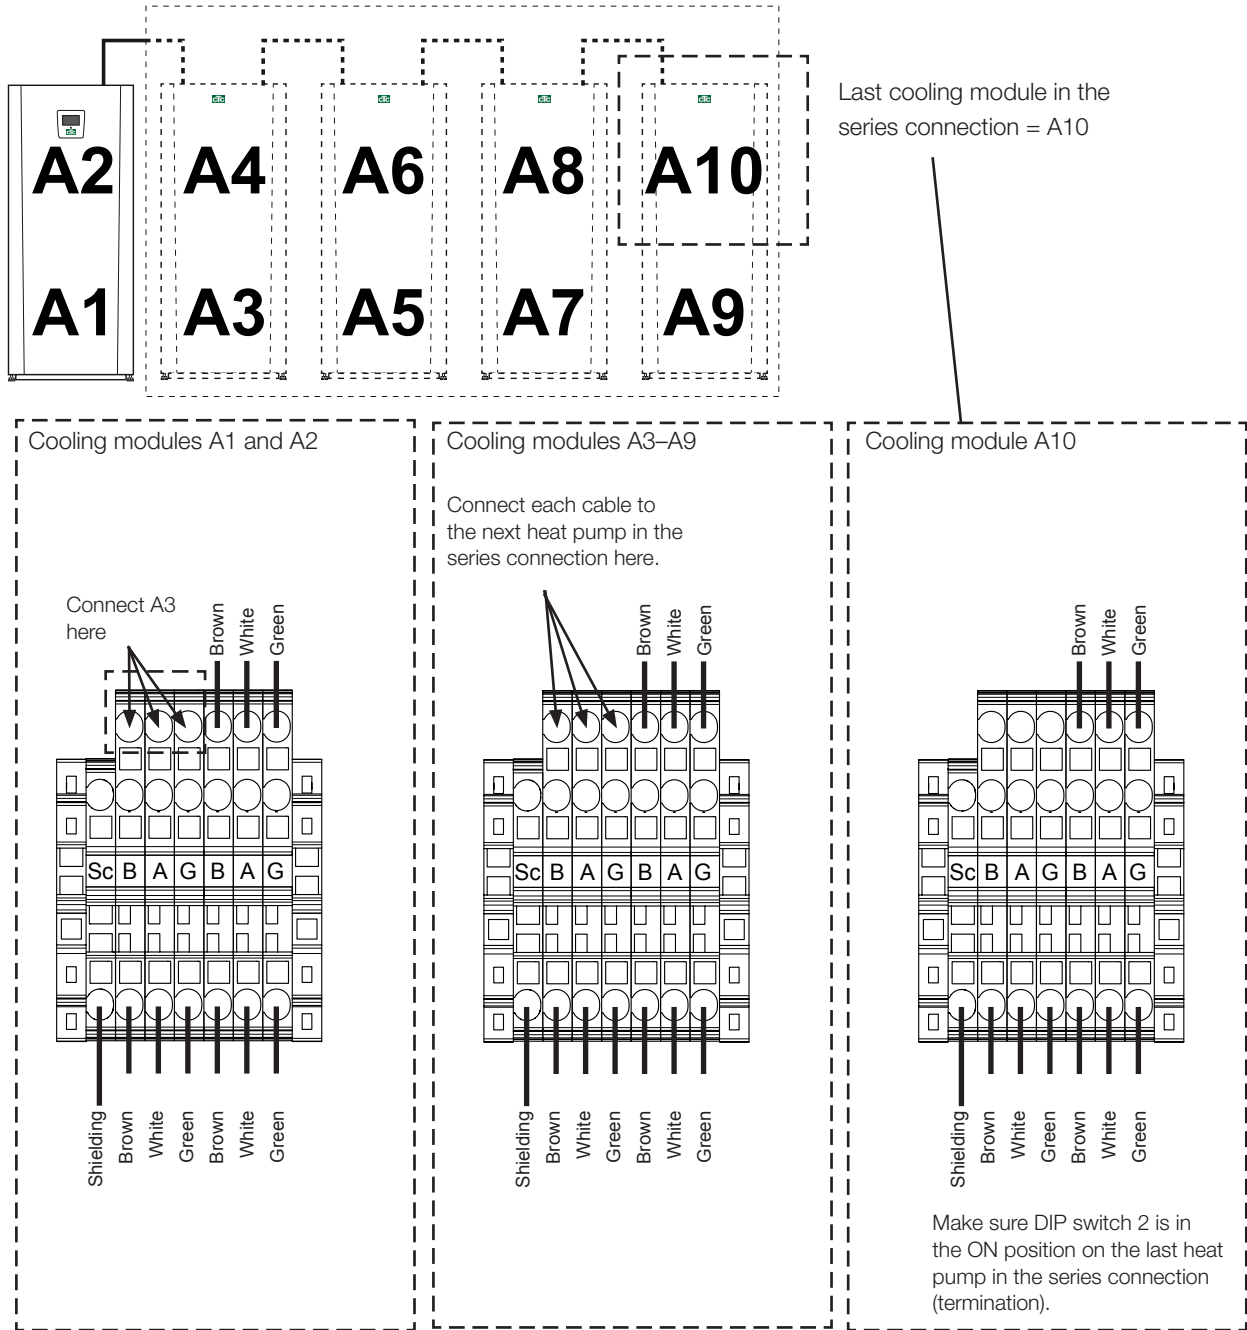 A2
A4
A6
A8
A10
A1
A3
A5
A7
A9
ctc
ctc
ctc
ctc
ctc
Last cooling module in the
series connection = A10
Cooling modules A1 and A2
Connect A3
here
Brown
White
Green
Sc B A G B A G
Shielding
Brown
White
Green
Brown
White
Green
Cooling modules A3–A9
Connect each cable to
the next heat pump in the
series connection here.
Brown
White
Green
Sc B A G B A G
Shielding
Brown
White
Green
Brown
White
Green
Cooling module A10
Brown
White
Green
Sc B A G B A G
Shielding
Brown
White
Green
Brown
White
Green
Make sure DIP switch 2 is in
the ON position on the last heat
pump in the series connection
(termination).